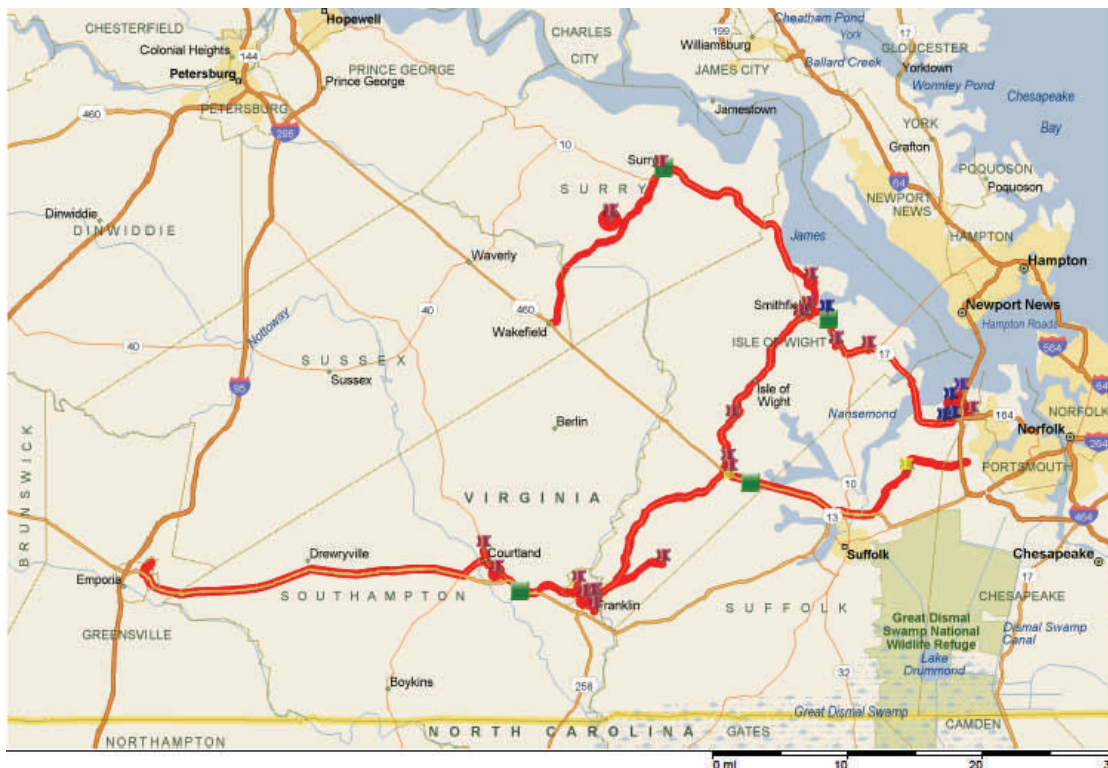 Hopewell
CHESTERFIELD
CHARLES
CITY
199
Cheatham Pond
York
17
GLOUCESTER
Colonial Heights
144
Williamsburg
Petersburg
PRINCE GEORGE
JAMES CITY
Ballard Creek
Yorktown
Wormley Pond
Prince George
PETERSBURG
Chesapeake
Bay
460
295
Jamestown
YORK
Grafton
10
Surry
SURRY
64
POQUOSON
Poquoson
NEWPORT
NEWS
Dinwiddie
DINWIDDIE
James
HAMPTON
Waverly
Hampton
460
40
Smithfi
Newport News
Wakefield
Hampton Roads
Nottoway
ISLE OF WIGHT
17
564
40
SUSSEX
Sussex
95
Isle of
Wight
64
Nansemond
164
NORFOLK
Berlin
Norfolk
264
BRUNSWICK
PORTSMOUTH
VIRGINIA
10
13
464
Suffolk
Drewryville
Courtland
Chesapeake
Emporia
17
SOUTHAMPTON
Franklin
SUFFOLK
CHESAPEAKE
GREENSVILLE
Great Dismal
Swamp National
Wildlife Refuge
Dismal Swamp
Canal
Lake
Drummond
Boykins
258
32
Great Dismal Swamp
NORTH CAROLINA
GATES
CAMDEN
NORTHAMPTON
0 mi
10
20